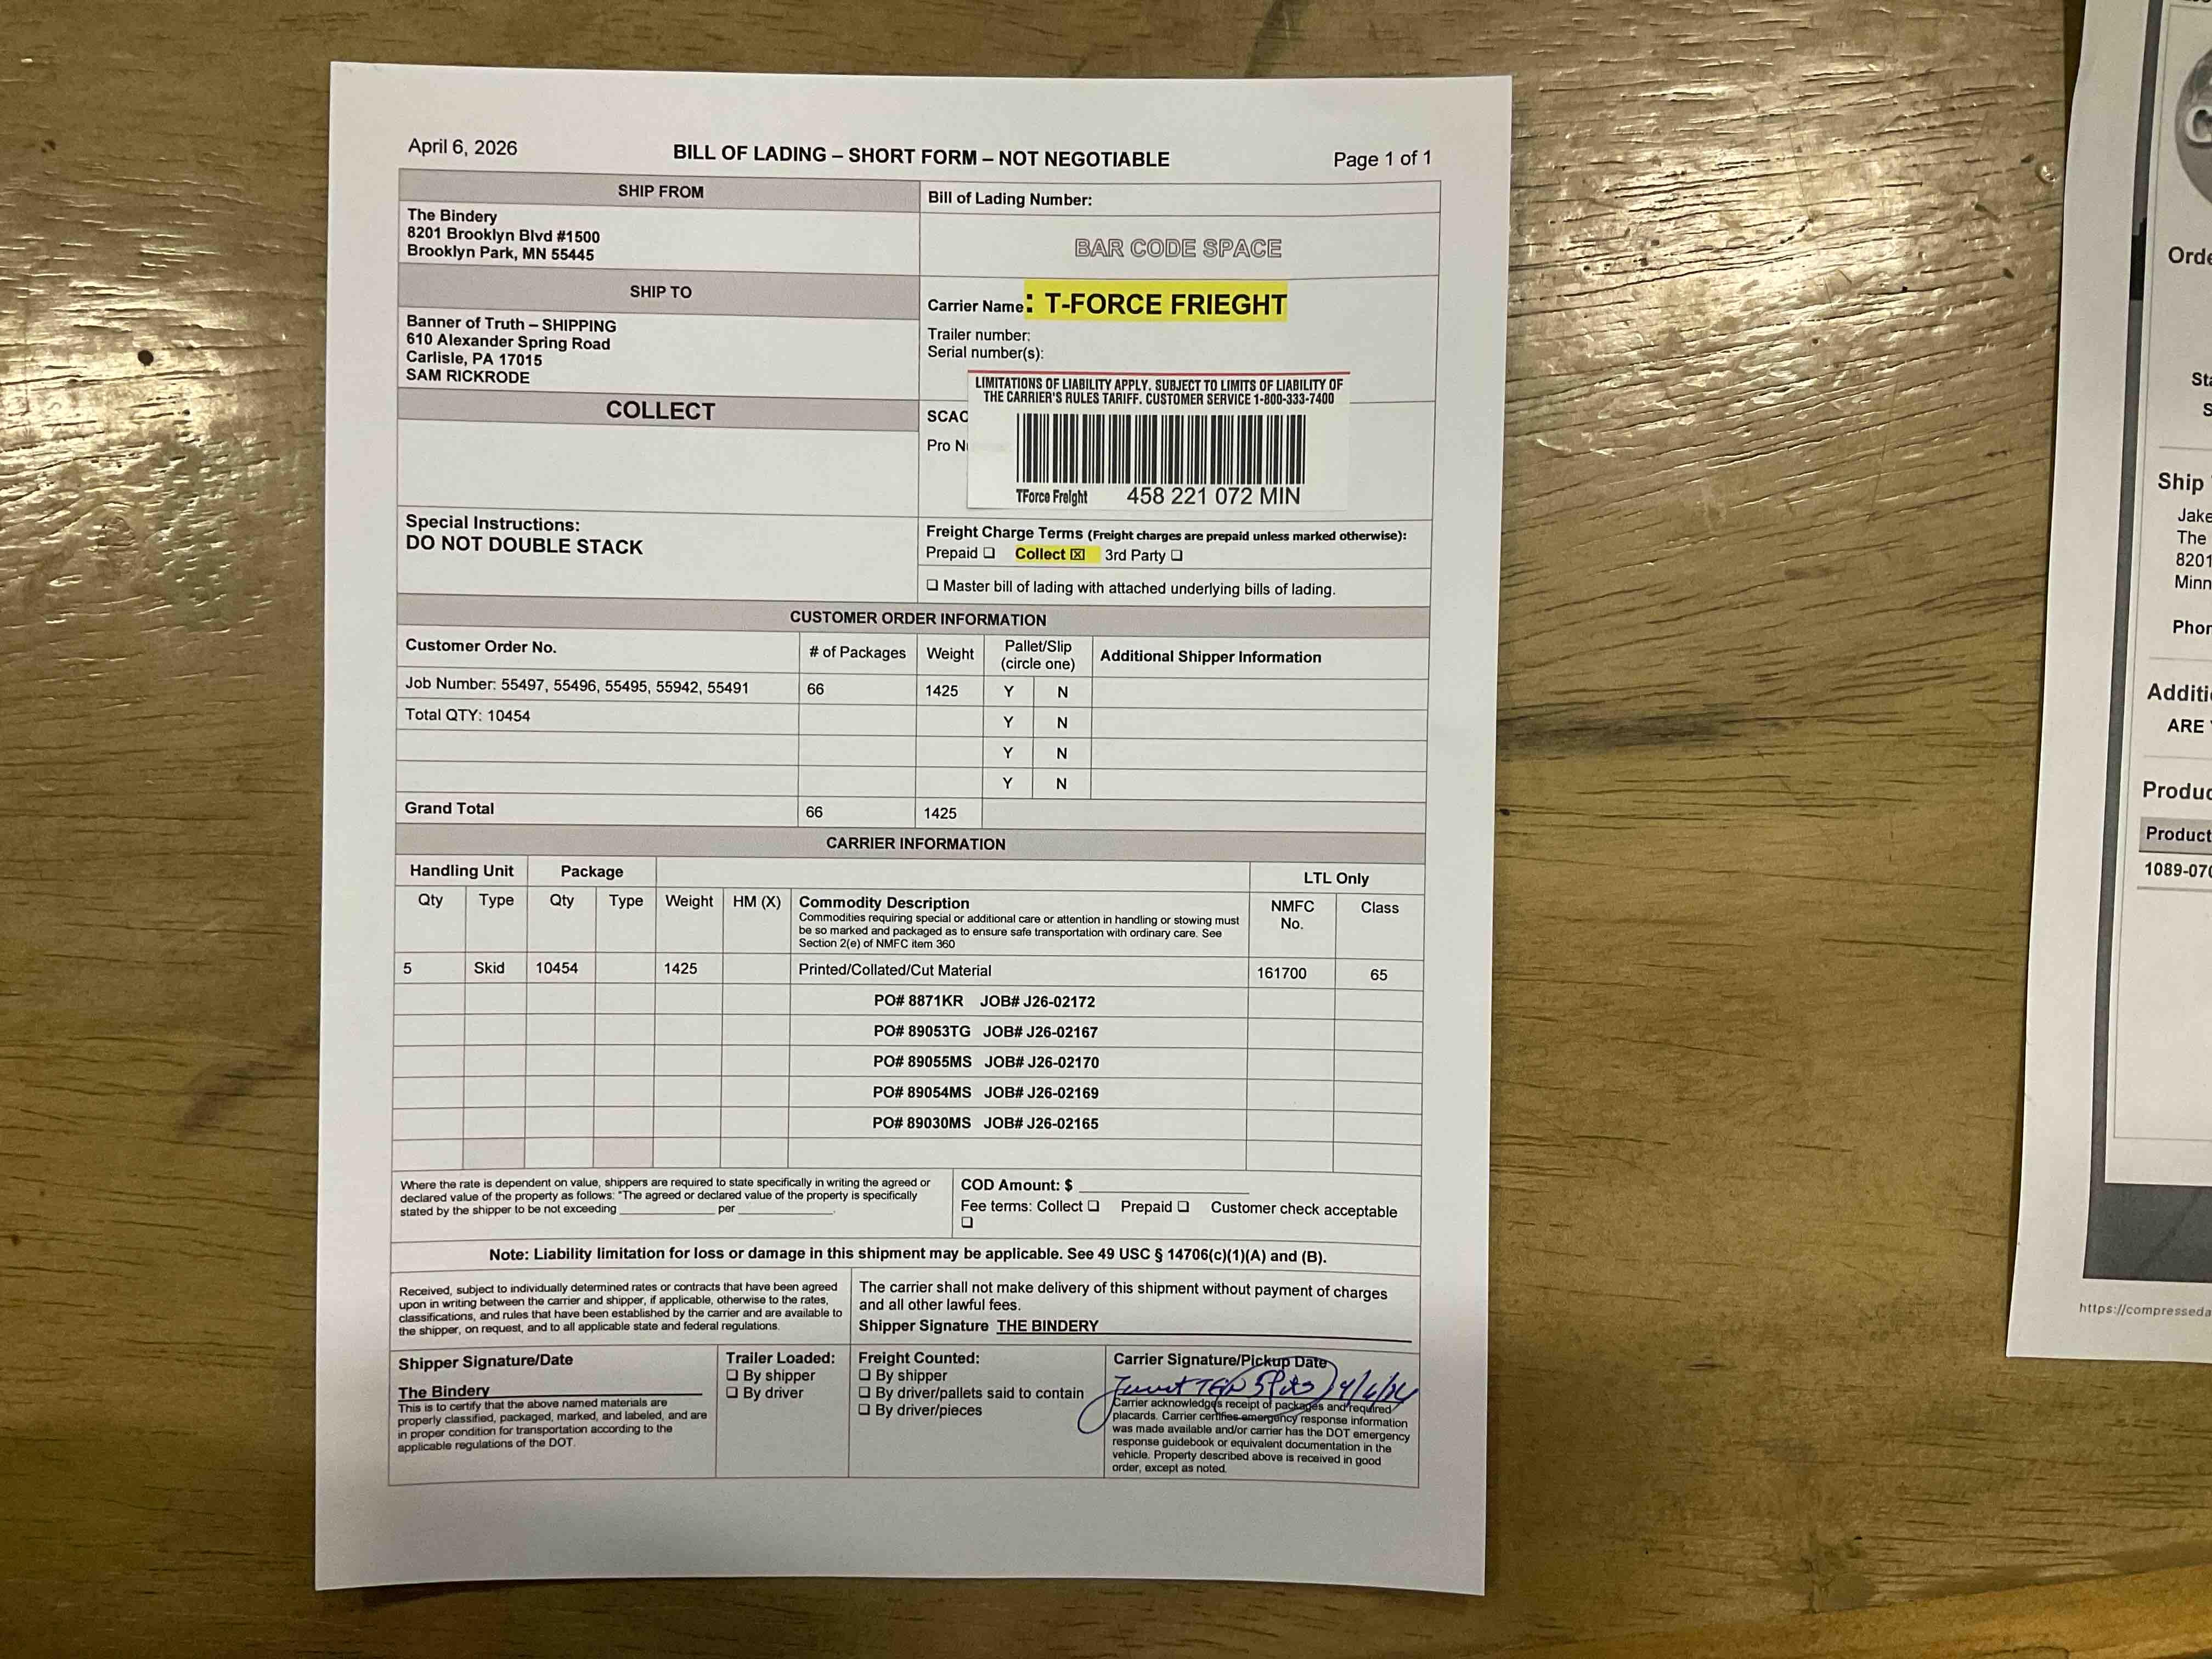 April 6, 2026
BILL OF LADING – SHORT FORM – NOT NEGOTIABLE
Page 1 of 1
SHIP FROM
The Bindery
8201 Brooklyn Blvd #1500
Brooklyn Park, MN 55445
Bill of Lading Number:
BAR CODE SPACE
SHIP TO
Banner of Truth – SHIPPING
610 Alexander Spring Road
Carlisle, PA 17015
SAM RICKRODE
Carrier Name: T-FORCE FRIEGHT
Trailer number:
Serial number(s):
LIMITATIONS OF LIABILITY APPLY. SUBJECT TO LIMITS OF LIABILITY OF
THE CARRIER'S RULES TARIFF. CUSTOMER SERVICE 1-800-333-7400
COLLECT
SCAC
Pro N
TForce Freight 458 221 072 MIN
Special Instructions:
DO NOT DOUBLE STACK
Freight Charge Terms (Freight charges are prepaid unless marked otherwise):
Prepaid ❑ Collect ☒ 3rd Party ❑
❑ Master bill of lading with attached underlying bills of lading.
CUSTOMER ORDER INFORMATION
Customer Order No. # of Packages Weight Pallet/Slip (circle one) Additional Shipper Information
Job Number: 55497, 55496, 55495, 55942, 55491 66 1425 Y N
Total QTY: 10454 Y N
Y N
Y N
Grand Total 66 1425
CARRIER INFORMATION
Handling Unit Package LTL Only
Qty Type Qty Type Weight HM (X) Commodity Description NMFC No. Class
Commodities requiring special or additional care or attention in handling or stowing must
be so marked and packaged as to ensure safe transportation with ordinary care. See
Section 2(e) of NMFC item 360
5 Skid 10454 1425 Printed/Collated/Cut Material 161700 65
PO# 8871KR JOB# J26-02172
PO# 89053TG JOB# J26-02167
PO# 89055MS JOB# J26-02170
PO# 89054MS JOB# J26-02169
PO# 89030MS JOB# J26-02165
Where the rate is dependent on value, shippers are required to state specifically in writing the agreed or
declared value of the property as follows: "The agreed or declared value of the property is specifically
stated by the shipper to be not exceeding ______ per ______.
COD Amount: $ ______
Fee terms: Collect ❑ Prepaid ❑ Customer check acceptable
❑
Note: Liability limitation for loss or damage in this shipment may be applicable. See 49 USC § 14706(c)(1)(A) and (B).
Received, subject to individually determined rates or contracts that have been agreed
upon in writing between the carrier and shipper, if applicable, otherwise to the rates,
classifications, and rules that have been established by the carrier and are available to
the shipper, on request, and to all applicable state and federal regulations.
The carrier shall not make delivery of this shipment without payment of charges
and all other lawful fees.
Shipper Signature THE BINDERY
Shipper Signature/Date
The Bindery
This is to certify that the above named materials are
properly classified, packaged, marked, and labeled, and are
in proper condition for transportation according to the
applicable regulations of the DOT.
Trailer Loaded:
❑ By shipper
❑ By driver
Freight Counted:
❑ By shipper
❑ By driver/pallets said to contain
❑ By driver/pieces
Carrier Signature/Pickup Date
Carrier acknowledges receipt of packages and required
placards. Carrier certifies emergency response information
was made available and/or carrier has the DOT emergency
response guidebook or equivalent documentation in the
vehicle. Property described above is received in good
order, except as noted.
Ship
Jake
The
8201
Minn
ARE
Product
1089-070
https://compresseda